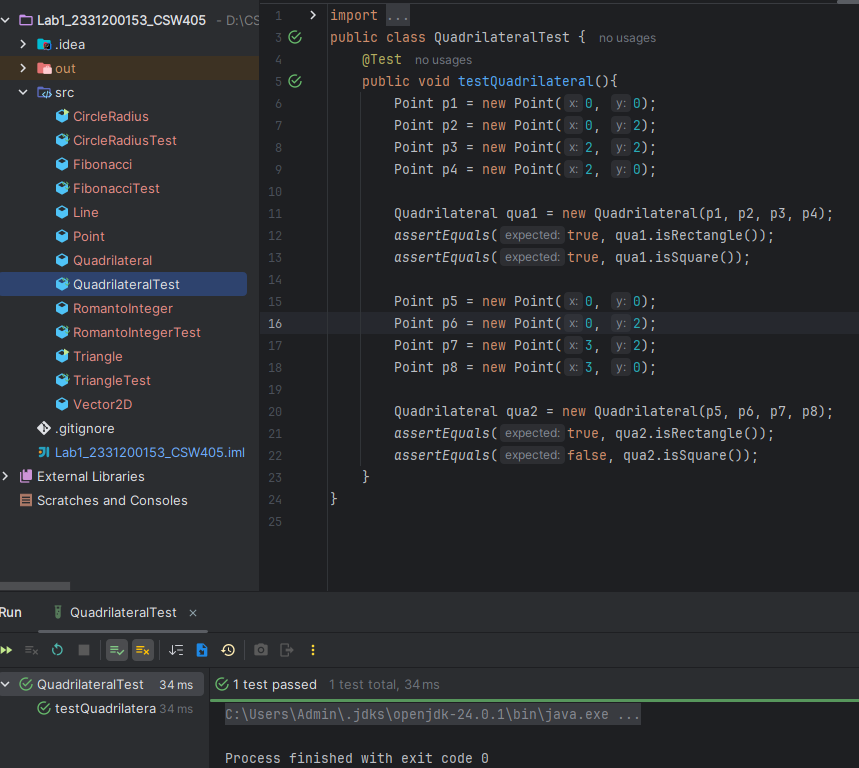 Lab1_2331200153_CSW405 - D:\CS
.idea
out
src
CircleRadius
CircleRadiusTest
Fibonacci
FibonacciTest
Line
Point
Quadrilateral
QuadrilateralTest
RomantoInteger
RomantoIntegerTest
Triangle
TriangleTest
Vector2D
.gitignore
Lab1_2331200153_CSW405.iml
External Libraries
Scratches and Consoles
1 import ...
3 public class QuadrilateralTest { no usages
4 @Test no usages
5 public void testQuadrilateral(){
6 Point p1 = new Point( x: 0, y: 0);
7 Point p2 = new Point( x: 0, y: 2);
8 Point p3 = new Point( x: 2, y: 2);
9 Point p4 = new Point( x: 2, y: 0);
10
11 Quadrilateral qua1 = new Quadrilateral(p1, p2, p3, p4);
12 assertEquals( expected: true, qua1.isRectangle());
13 assertEquals( expected: true, qua1.isSquare());
14
15 Point p5 = new Point( x: 0, y: 0);
16 Point p6 = new Point( x: 0, y: 2);
17 Point p7 = new Point( x: 3, y: 2);
18 Point p8 = new Point( x: 3, y: 0);
19
20 Quadrilateral qua2 = new Quadrilateral(p5, p6, p7, p8);
21 assertEquals( expected: true, qua2.isRectangle());
22 assertEquals( expected: false, qua2.isSquare());
23 }
24 }
25
Run QuadrilateralTest ×
QuadrilateralTest 34 ms
testQuadrilatera 34 ms
1 test passed 1 test total, 34 ms
C:\Users\Admin\.jdks\openjdk-24.0.1\bin\java.exe ...
Process finished with exit code 0